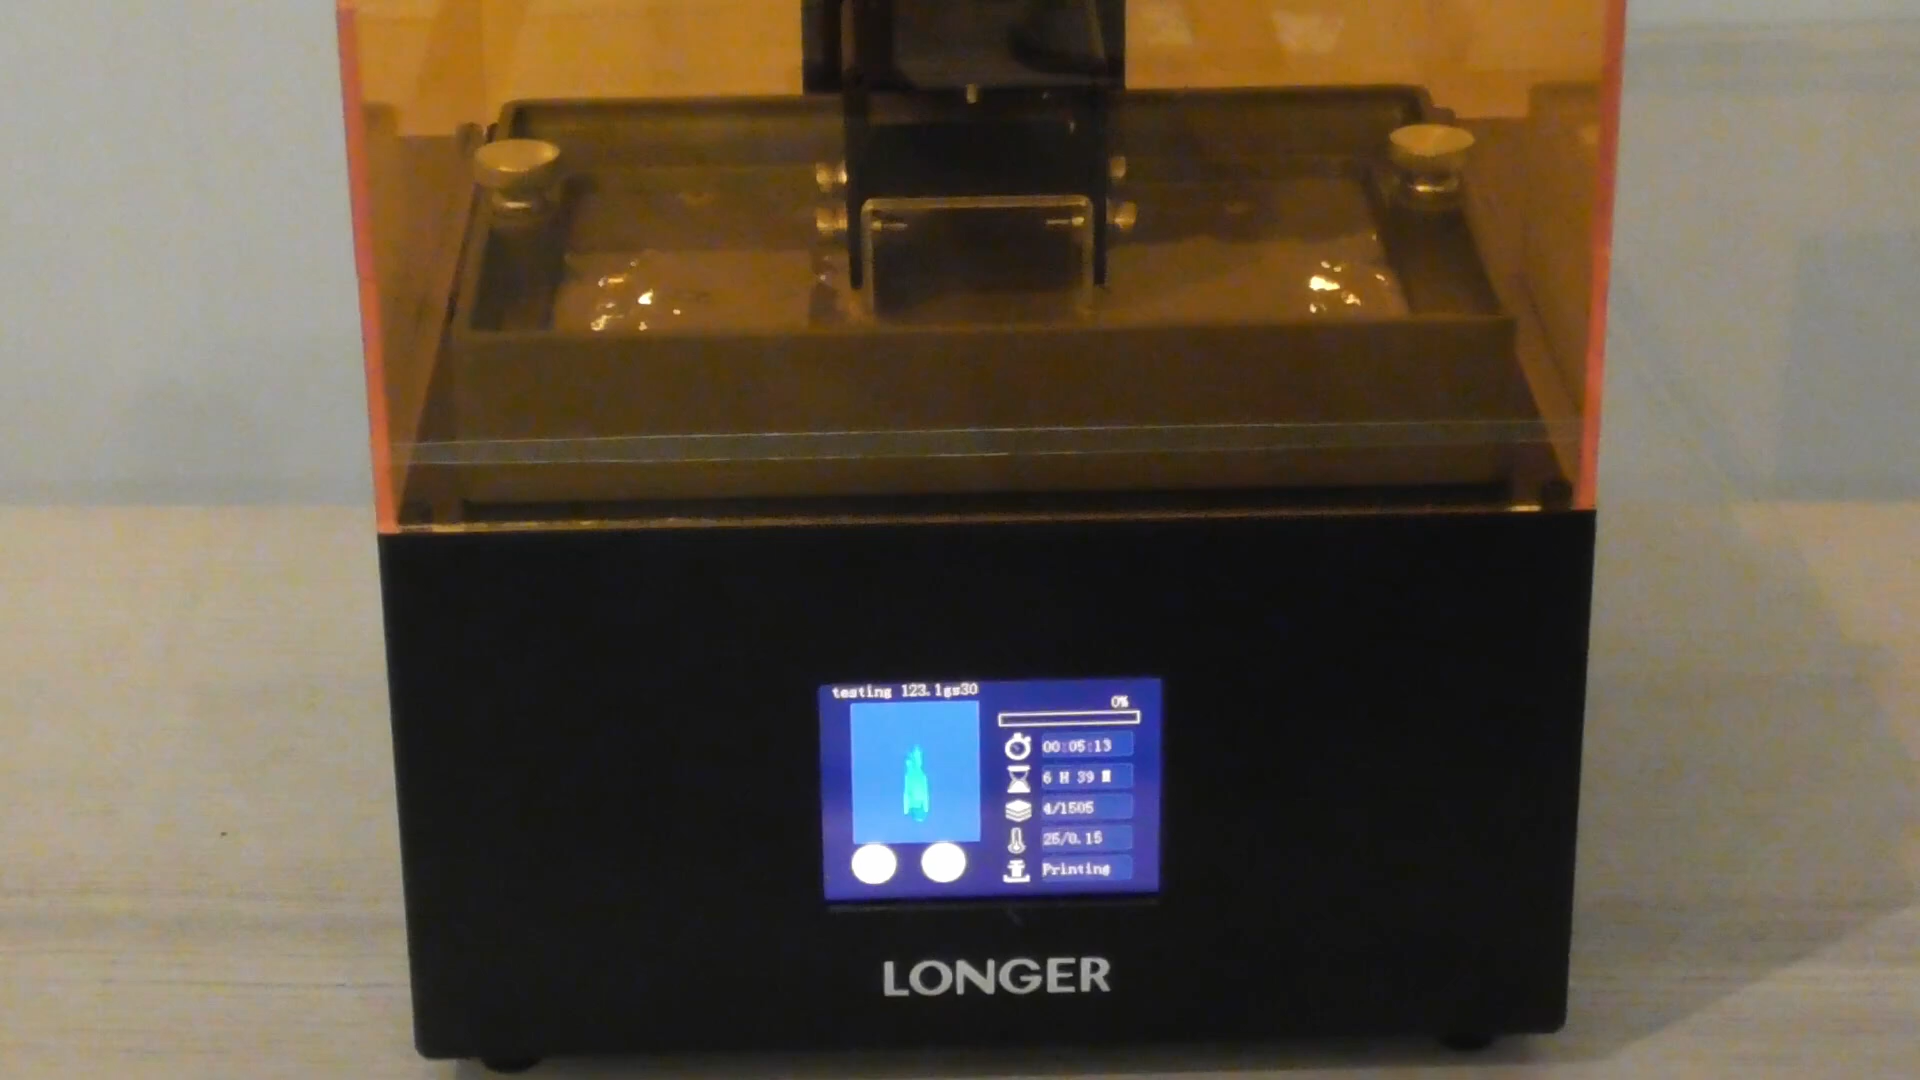 testing 123.lgs30
0%
00:05:13
6 H 39 M
4/1505
25/0.15
Printing
LONGER